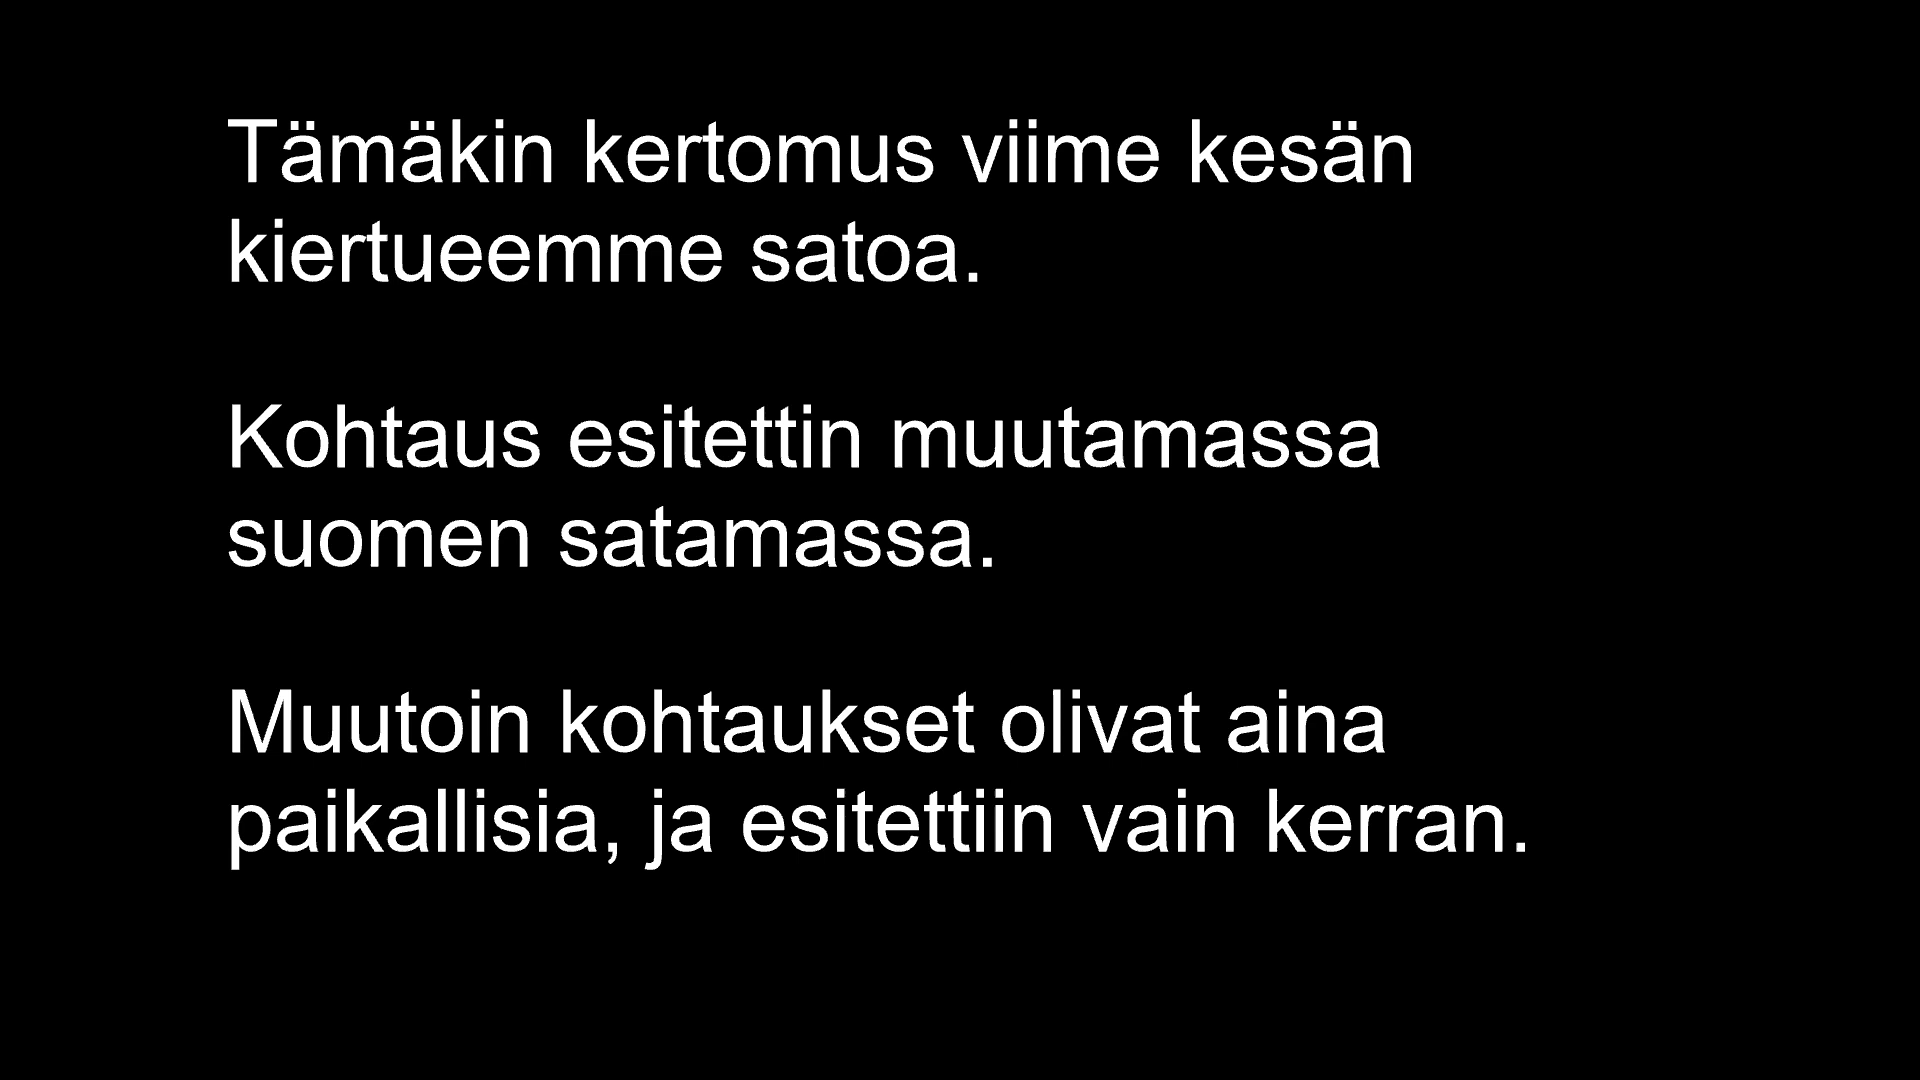 Tämäkin kertomus viime kesän
kiertueemme satoa.
Kohtaus esitettin muutamassa
suomen satamassa.
Muutoin kohtaukset olivat aina
paikallisia, ja esitettiin vain kerran.